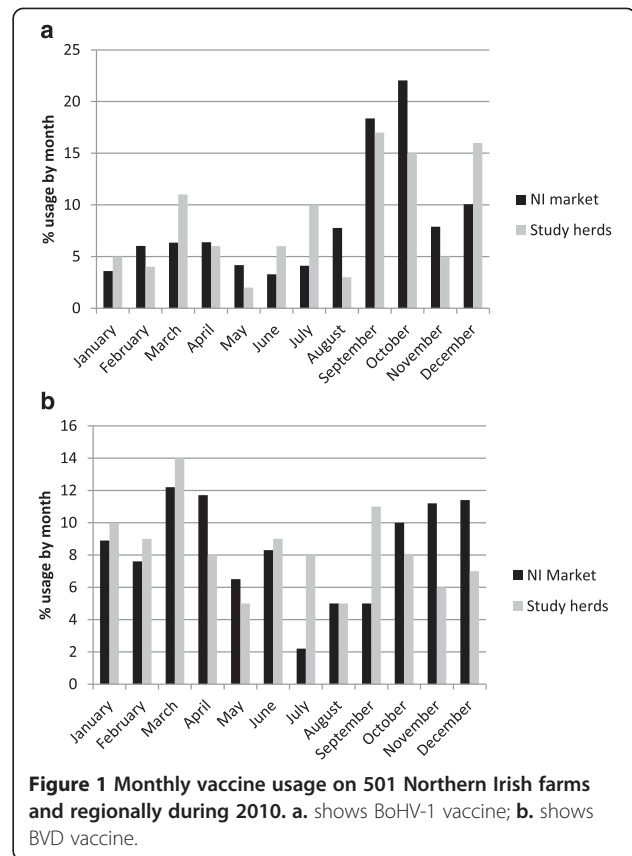 a
25
20
15
10
5
0
% usage by month
January
February
March
April
May
June
July
August
September
October
November
December
NI market
Study herds
b
16
14
12
10
8
6
4
2
0
% usage by month
January
February
March
April
May
June
July
August
September
October
November
December
NI Market
Study herds
Figure 1 Monthly vaccine usage on 501 Northern Irish farms
and regionally during 2010. a. shows BoHV-1 vaccine; b. shows
BVD vaccine.